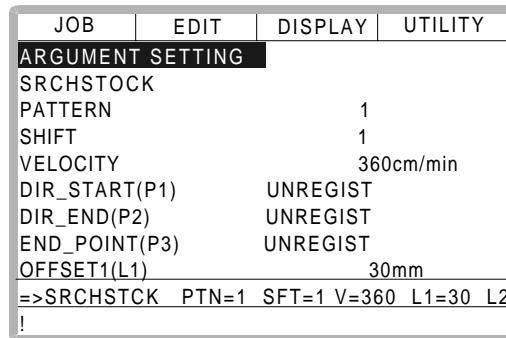 JOB EDIT DISPLAY UTILITY
ARGUMENT SETTING
SRCHSTOCK
PATTERN 1
SHIFT 1
VELOCITY 360cm/min
DIR_START(P1) UNREGIST
DIR_END(P2) UNREGIST
END_POINT(P3) UNREGIST
OFFSET1(L1) 30mm
=>SRCHSTCK PTN=1 SFT=1 V=360 L1=30 L2
!